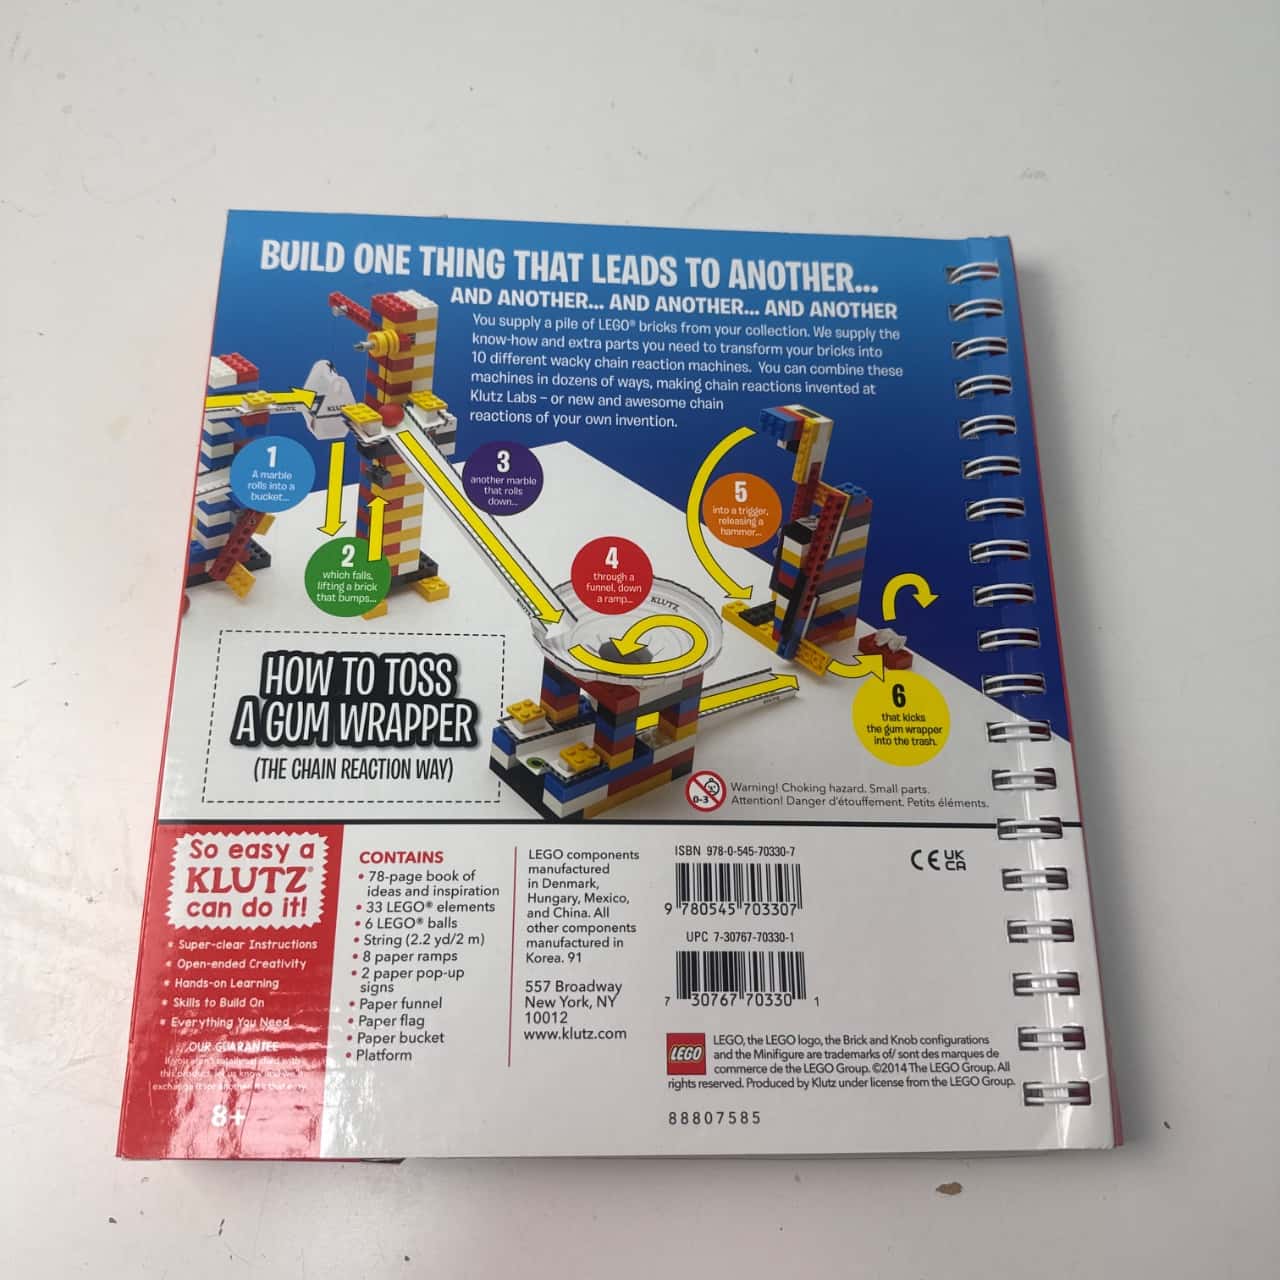 BUILD ONE THING THAT LEADS TO ANOTHER...
AND ANOTHER... AND ANOTHER... AND ANOTHER
You supply a pile of LEGO® bricks from your collection. We supply the
know-how and extra parts you need to transform your bricks into
10 different wacky chain reaction machines. You can combine these
machines in dozens of ways, making chain reactions invented at
Klutz Labs – or new and awesome chain
reactions of your own invention.
1
A marble
rolls into a
bucket...
2
which falls,
lifting a brick
that bumps...
3
another marble
that rolls
down...
4
through a
funnel, down
a ramp...
KLUTZ
5
into a trigger,
releasing a
hammer...
6
that kicks
the gum wrapper
into the trash.
HOW TO TOSS
A GUM WRAPPER
(THE CHAIN REACTION WAY)
0-3
Warning! Choking hazard. Small parts.
Attention! Danger d'étouffement. Petits éléments.
So easy a
KLUTZ®
can do it!
Super-clear Instructions
Open-ended Creativity
Hands-on Learning
Skills to Build On
Everything You Need
OUR GUARANTEE
8+
CONTAINS
• 78-page book of
ideas and inspiration
• 33 LEGO® elements
• 6 LEGO® balls
• String (2.2 yd/2 m)
• 8 paper ramps
• 2 paper pop-up
signs
• Paper funnel
• Paper flag
• Paper bucket
• Platform
LEGO components
manufactured
in Denmark,
Hungary, Mexico,
and China. All
other components
manufactured in
Korea. 91
557 Broadway
New York, NY
10012
www.klutz.com
ISBN 978-0-545-70330-7
9 780545 703307
UPC 7-30767-70330-1
7 30767 70330 1
CE UK
CA
LEGO
LEGO, the LEGO logo, the Brick and Knob configurations
and the Minifigure are trademarks of/ sont des marques de
commerce de the LEGO Group. ©2014 The LEGO Group. All
rights reserved. Produced by Klutz under license from the LEGO Group.
88807585